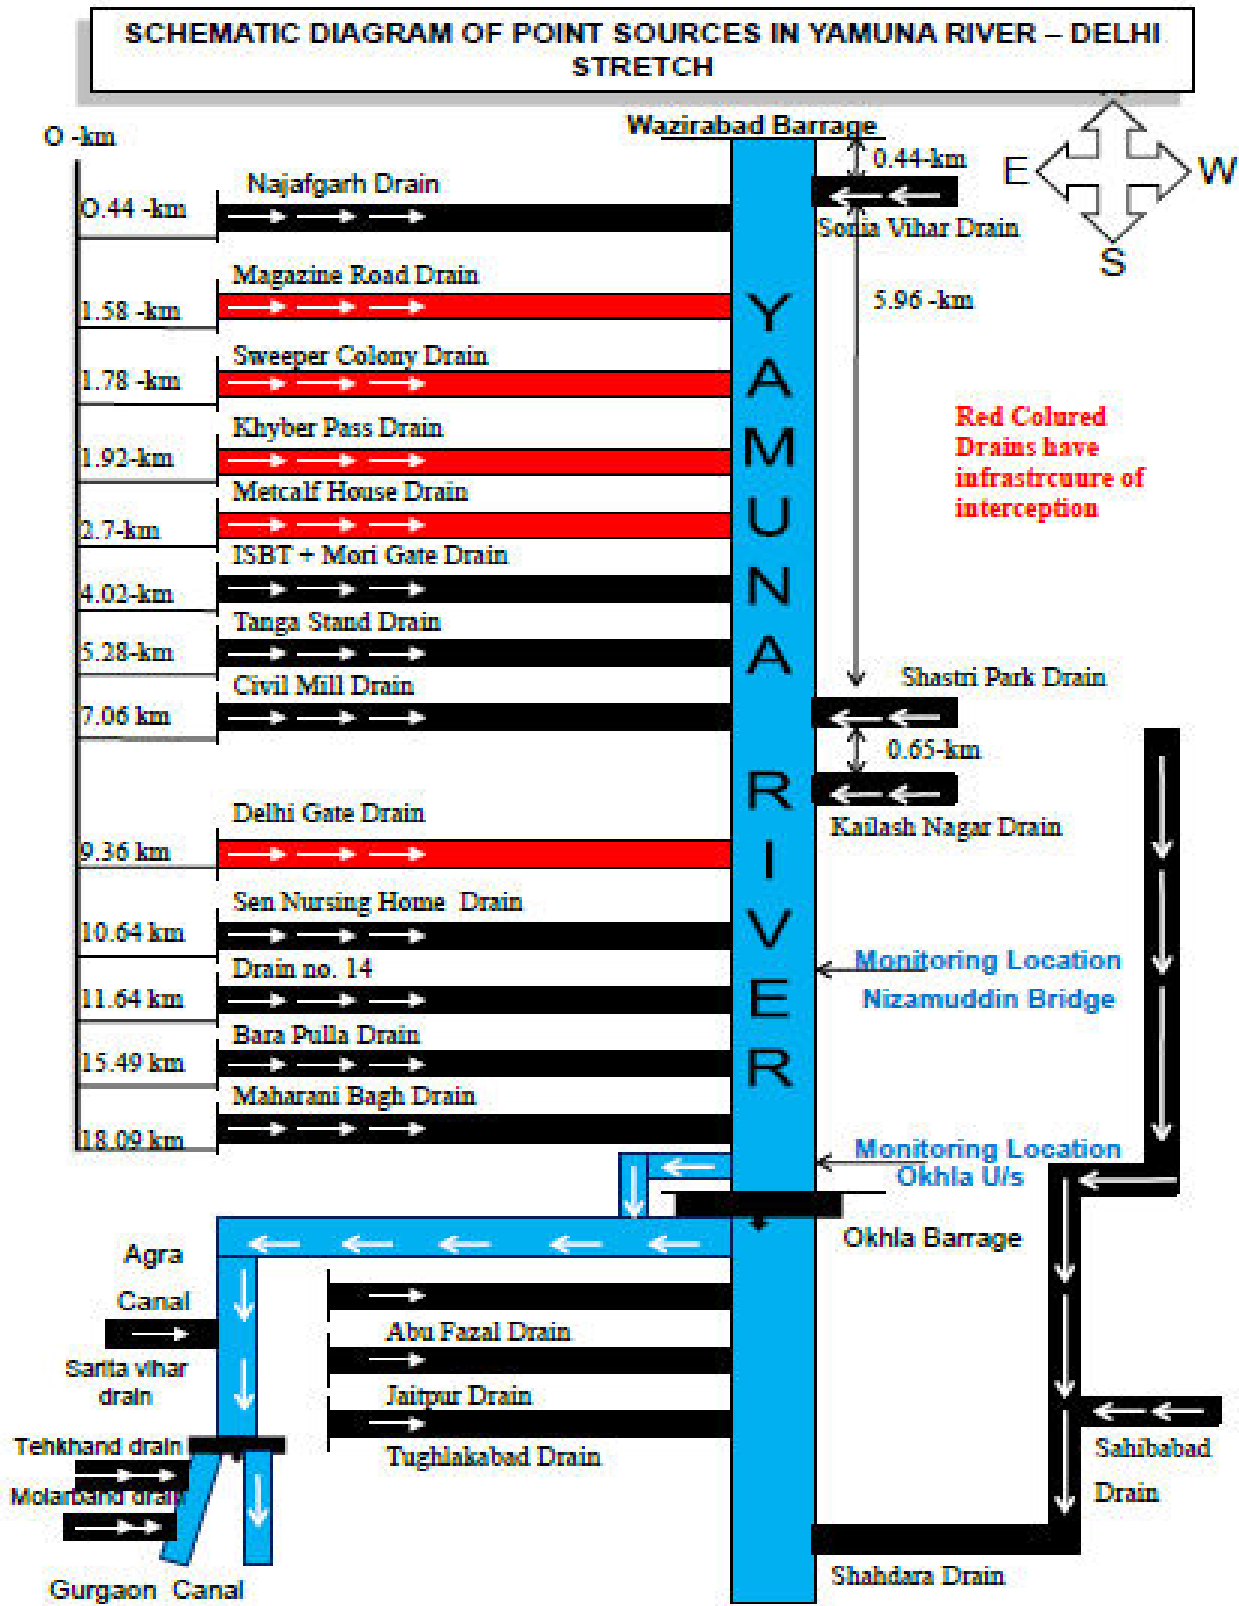 SCHEMATIC DIAGRAM OF POINT SOURCES IN YAMUNA RIVER – DELHI
STRETCH
O -km
Wazirabad Barrage
0.44-km
E
W
S
Najafgarh Drain
O.44 -km
Sonia Vihar Drain
Magazine Road Drain
1.58 -km
5.96 -km
Sweeper Colony Drain
1.78 -km
Khyber Pass Drain
1.92-km
Red Colured
Drains have
infrastrcuure of
interception
Metcalf House Drain
2.7-km
ISBT + Mori Gate Drain
4.02-km
Tanga Stand Drain
5.28-km
Civil Mill Drain
7.06 km
Shastri Park Drain
0.65-km
Kailash Nagar Drain
YAMUNA RIVER
Delhi Gate Drain
9.36 km
Sen Nursing Home Drain
10.64 km
Monitoring Location
Nizamuddin Bridge
Drain no. 14
11.64 km
Bara Pulla Drain
15.49 km
Maharani Bagh Drain
18.09 km
Monitoring Location
Okhla U/s
Okhla Barrage
Agra
Canal
Abu Fazal Drain
Sarita vihar
drain
Jaitpur Drain
Tehkhand drain
Tughlakabad Drain
Sahibabad
Drain
Molarband drain
Shahdara Drain
Gurgaon Canal